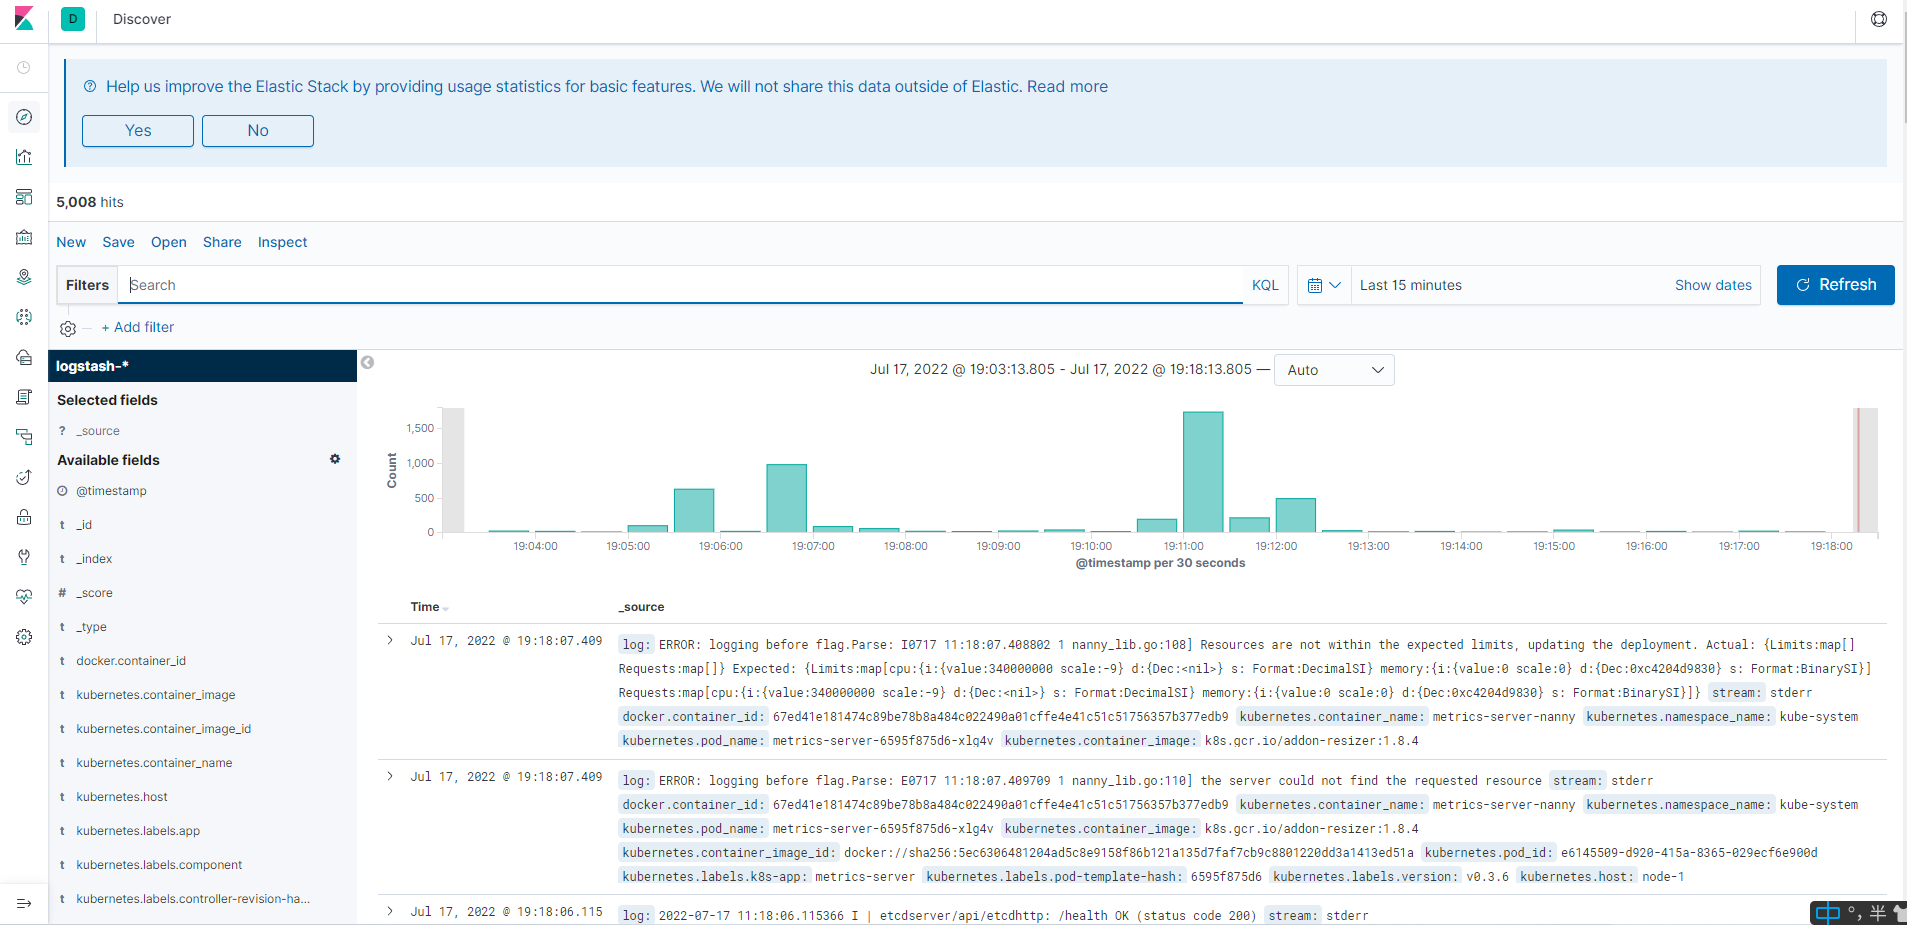 D Discover
Help us improve the Elastic Stack by providing usage statistics for basic features. We will not share this data outside of Elastic. Read more
Yes No
5,008 hits
New Save Open Share Inspect
Filters Search KQL Last 15 minutes Show dates Refresh
+ Add filter
logstash-*
Selected fields
? _source
Available fields
@timestamp
t _id
t _index
# _score
t _type
t docker.container_id
t kubernetes.container_image
t kubernetes.container_image_id
t kubernetes.container_name
t kubernetes.host
t kubernetes.labels.app
t kubernetes.labels.component
t kubernetes.labels.controller-revision-ha...
Jul 17, 2022 @ 19:03:13.805 - Jul 17, 2022 @ 19:18:13.805 — Auto
Count
1,500
1,000
500
0
19:04:00 19:05:00 19:06:00 19:07:00 19:08:00 19:09:00 19:10:00 19:11:00 19:12:00 19:13:00 19:14:00 19:15:00 19:16:00 19:17:00 19:18:00
@timestamp per 30 seconds
Time _source
Jul 17, 2022 @ 19:18:07.409 log: ERROR: logging before flag.Parse: I0717 11:18:07.408802 1 nanny_lib.go:108] Resources are not within the expected limits, updating the deployment. Actual: {Limits:map[]
Requests:map[]} Expected: {Limits:map[cpu:{i:{value:340000000 scale:-9} d:{Dec:<nil>} s: Format:DecimalSI} memory:{i:{value:0 scale:0} d:{Dec:0xc4204d9830} s: Format:BinarySI}]
Requests:map[cpu:{i:{value:340000000 scale:-9} d:{Dec:<nil>} s: Format:DecimalSI} memory:{i:{value:0 scale:0} d:{Dec:0xc4204d9830} s: Format:BinarySI}]} stream: stderr
docker.container_id: 67ed41e181474c89be78b8a484c022490a01cffe4e41c51c51756357b377edb9 kubernetes.container_name: metrics-server-nanny kubernetes.namespace_name: kube-system
kubernetes.pod_name: metrics-server-6595f875d6-xlg4v kubernetes.container_image: k8s.gcr.io/addon-resizer:1.8.4
Jul 17, 2022 @ 19:18:07.409 log: ERROR: logging before flag.Parse: E0717 11:18:07.409709 1 nanny_lib.go:110] the server could not find the requested resource stream: stderr
docker.container_id: 67ed41e181474c89be78b8a484c022490a01cffe4e41c51c51756357b377edb9 kubernetes.container_name: metrics-server-nanny kubernetes.namespace_name: kube-system
kubernetes.pod_name: metrics-server-6595f875d6-xlg4v kubernetes.container_image: k8s.gcr.io/addon-resizer:1.8.4
kubernetes.container_image_id: docker://sha256:5ec6306481204ad5c8e9158f86b121a135d7faf7cb9c8801220dd3a1413ed51a kubernetes.pod_id: e6145509-d920-415a-8365-029ecf6e900d
kubernetes.labels.k8s-app: metrics-server kubernetes.labels.pod-template-hash: 6595f875d6 kubernetes.labels.version: v0.3.6 kubernetes.host: node-1
Jul 17, 2022 @ 19:18:06.115 log: 2022-07-17 11:18:06.115366 I | etcdserver/api/etcdhttp: /health OK (status code 200) stream: stderr
中 °, 半